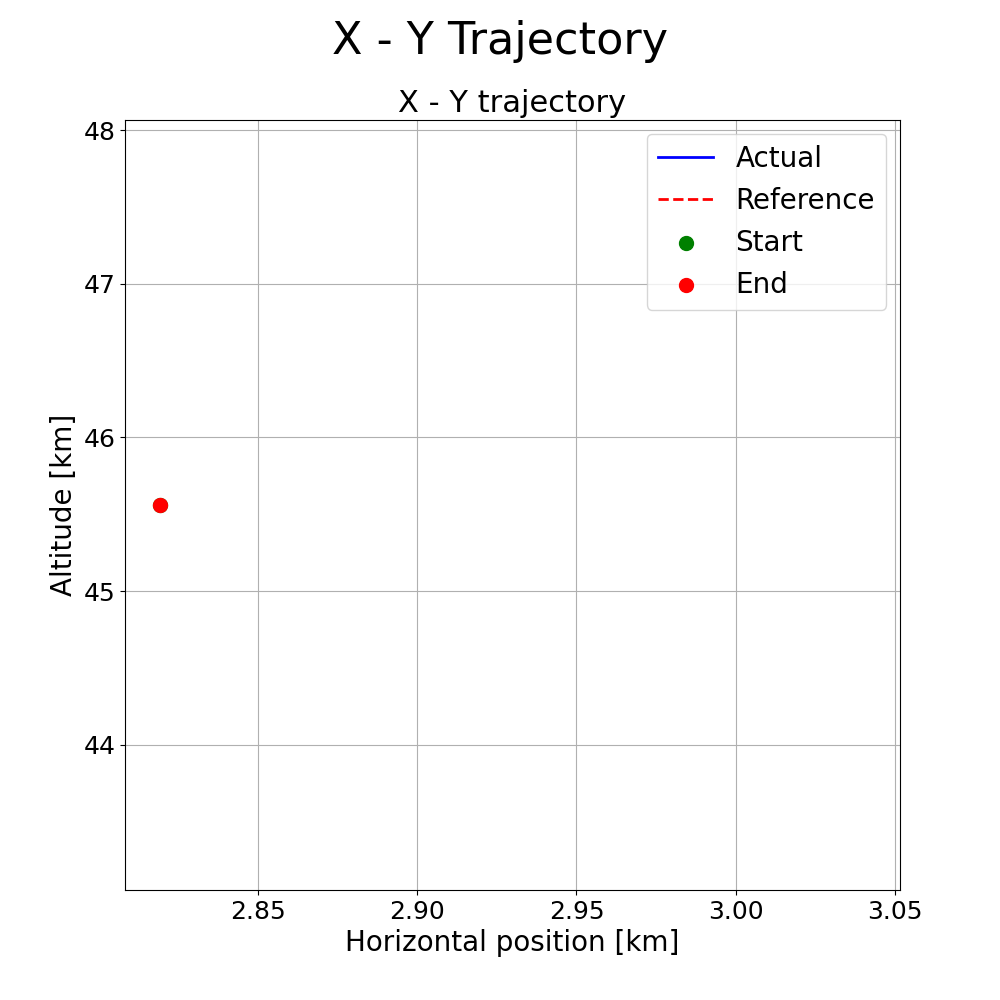 X - Y Trajectory
X - Y trajectory
48
47
46
45
44
Altitude [km]
Actual
Reference
Start
End
2.85 2.90 2.95 3.00 3.05
Horizontal position [km]